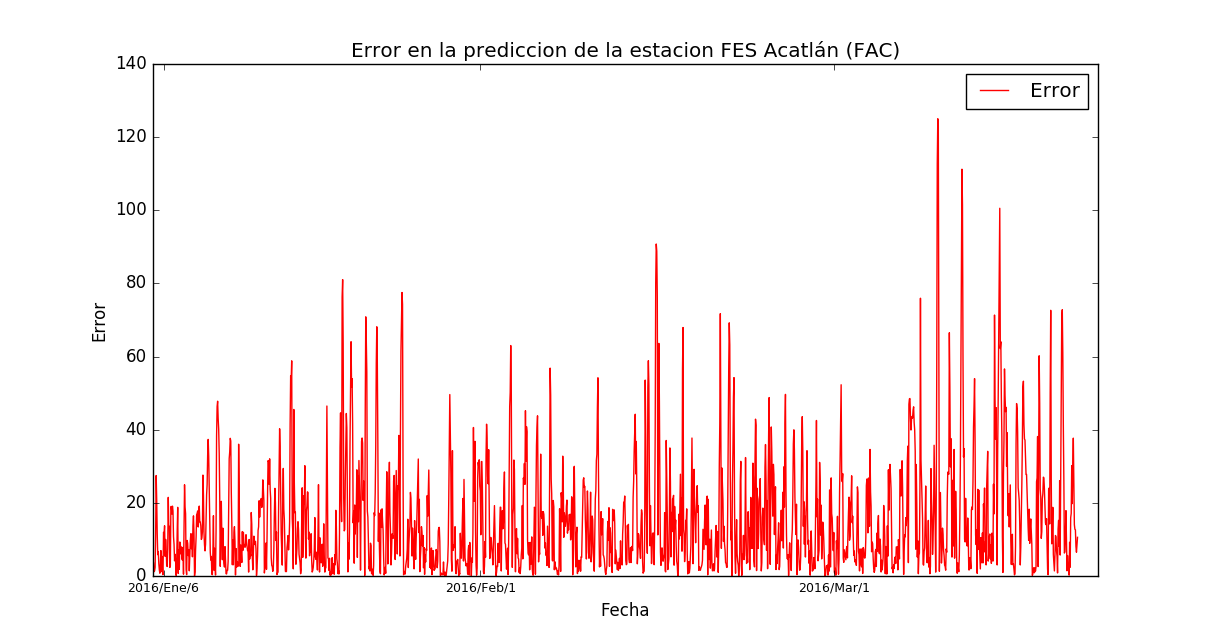 Error en la prediccion de la estacion FES Acatlán (FAC)
Error
140
120
100
80
60
40
20
0
Error
2016/Ene/6
2016/Feb/1
2016/Mar/1
Fecha